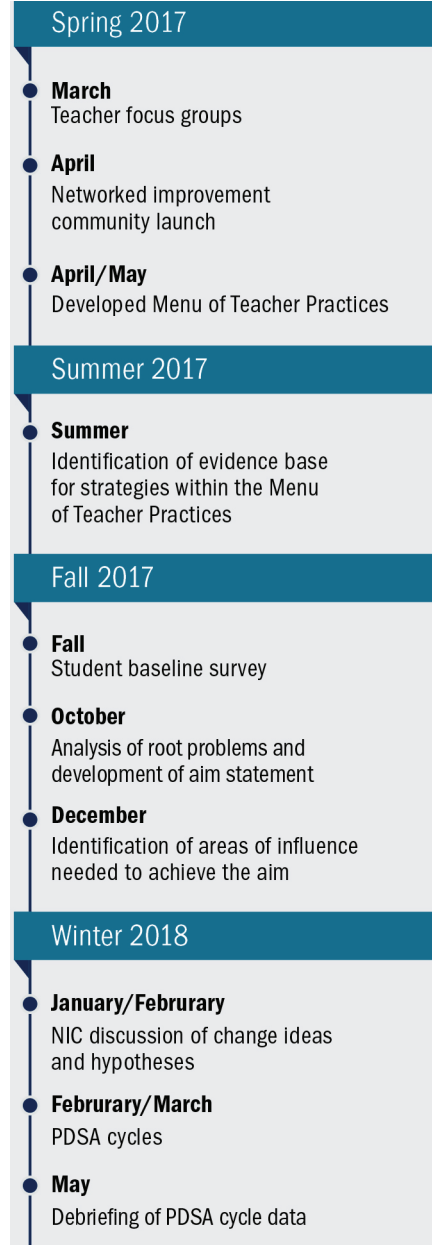 Spring 2017
March
Teacher focus groups
April
Networked improvement
community launch
April/May
Developed Menu of Teacher Practices
Summer 2017
Summer
Identification of evidence base
for strategies within the Menu
of Teacher Practices
Fall 2017
Fall
Student baseline survey
October
Analysis of root problems and
development of aim statement
December
Identification of areas of influence
needed to achieve the aim
Winter 2018
January/Februrary
NIC discussion of change ideas
and hypotheses
Februrary/March
PDSA cycles
May
Debriefing of PDSA cycle data